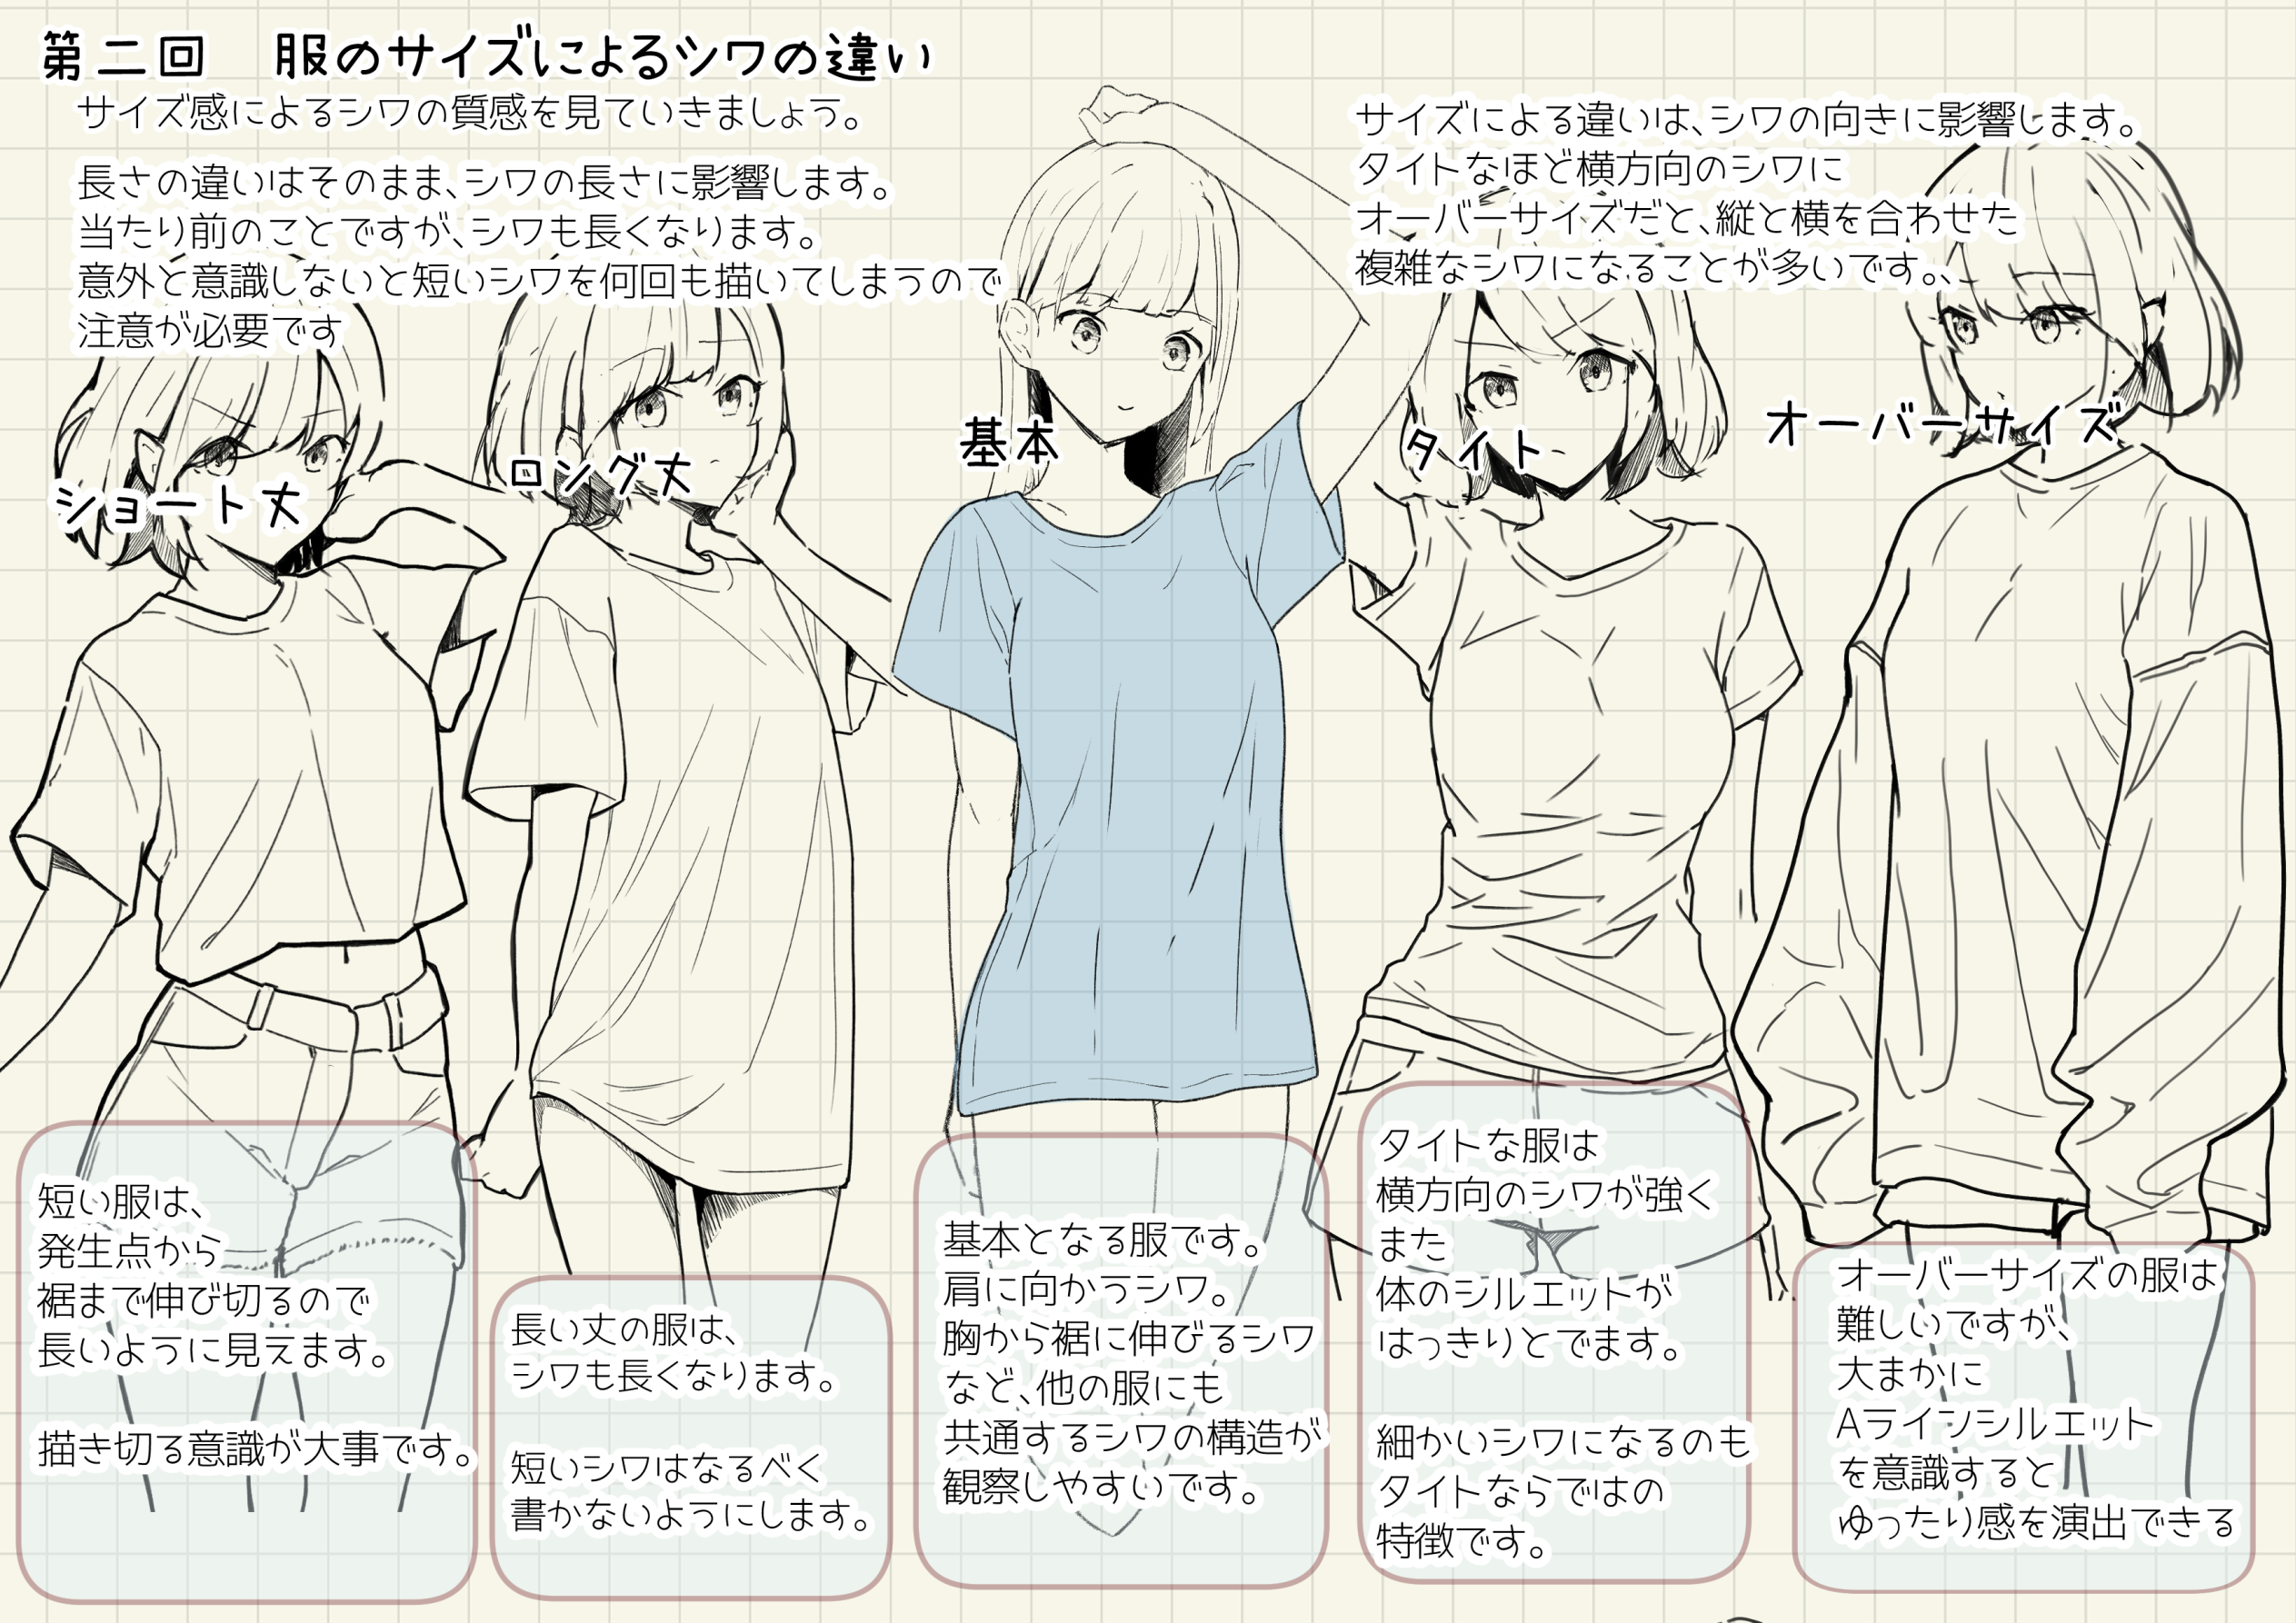 第二回　服のサイズによるシワの違い
サイズ感によるシワの質感を見ていきましょう。
長さの違いはそのまま、シワの長さに影響します。
当たり前のことですが、シワも長くなります。
意外と意識しないと短いシワを何回も描いてしまうので
注意が必要です
サイズによる違いは、シワの向きに影響します。
タイトなほど横方向のシワに
オーバーサイズだと、縦と横を合わせた
複雑なシワになることが多いです。、
ショート丈
ロング丈
基本
タイト
オーバーサイズ
短い服は、
発生点から
裾まで伸び切るので
長いように見えます。
描き切る意識が大事です。
長い丈の服は、
シワも長くなります。
短いシワはなるべく
書かないようにします。
基本となる服です。
肩に向かうシワ。
胸から裾に伸びるシワ
など、他の服にも
共通するシワの構造が
観察しやすいです。
タイトな服は
横方向のシワが強く
また
体のシルエットが
はっきりとでます。
細かいシワになるのも
タイトならではの
特徴です。
オーバーサイズの服は
難しいですが、
大まかに
Aラインシルエット
を意識すると
ゆったり感を演出できる